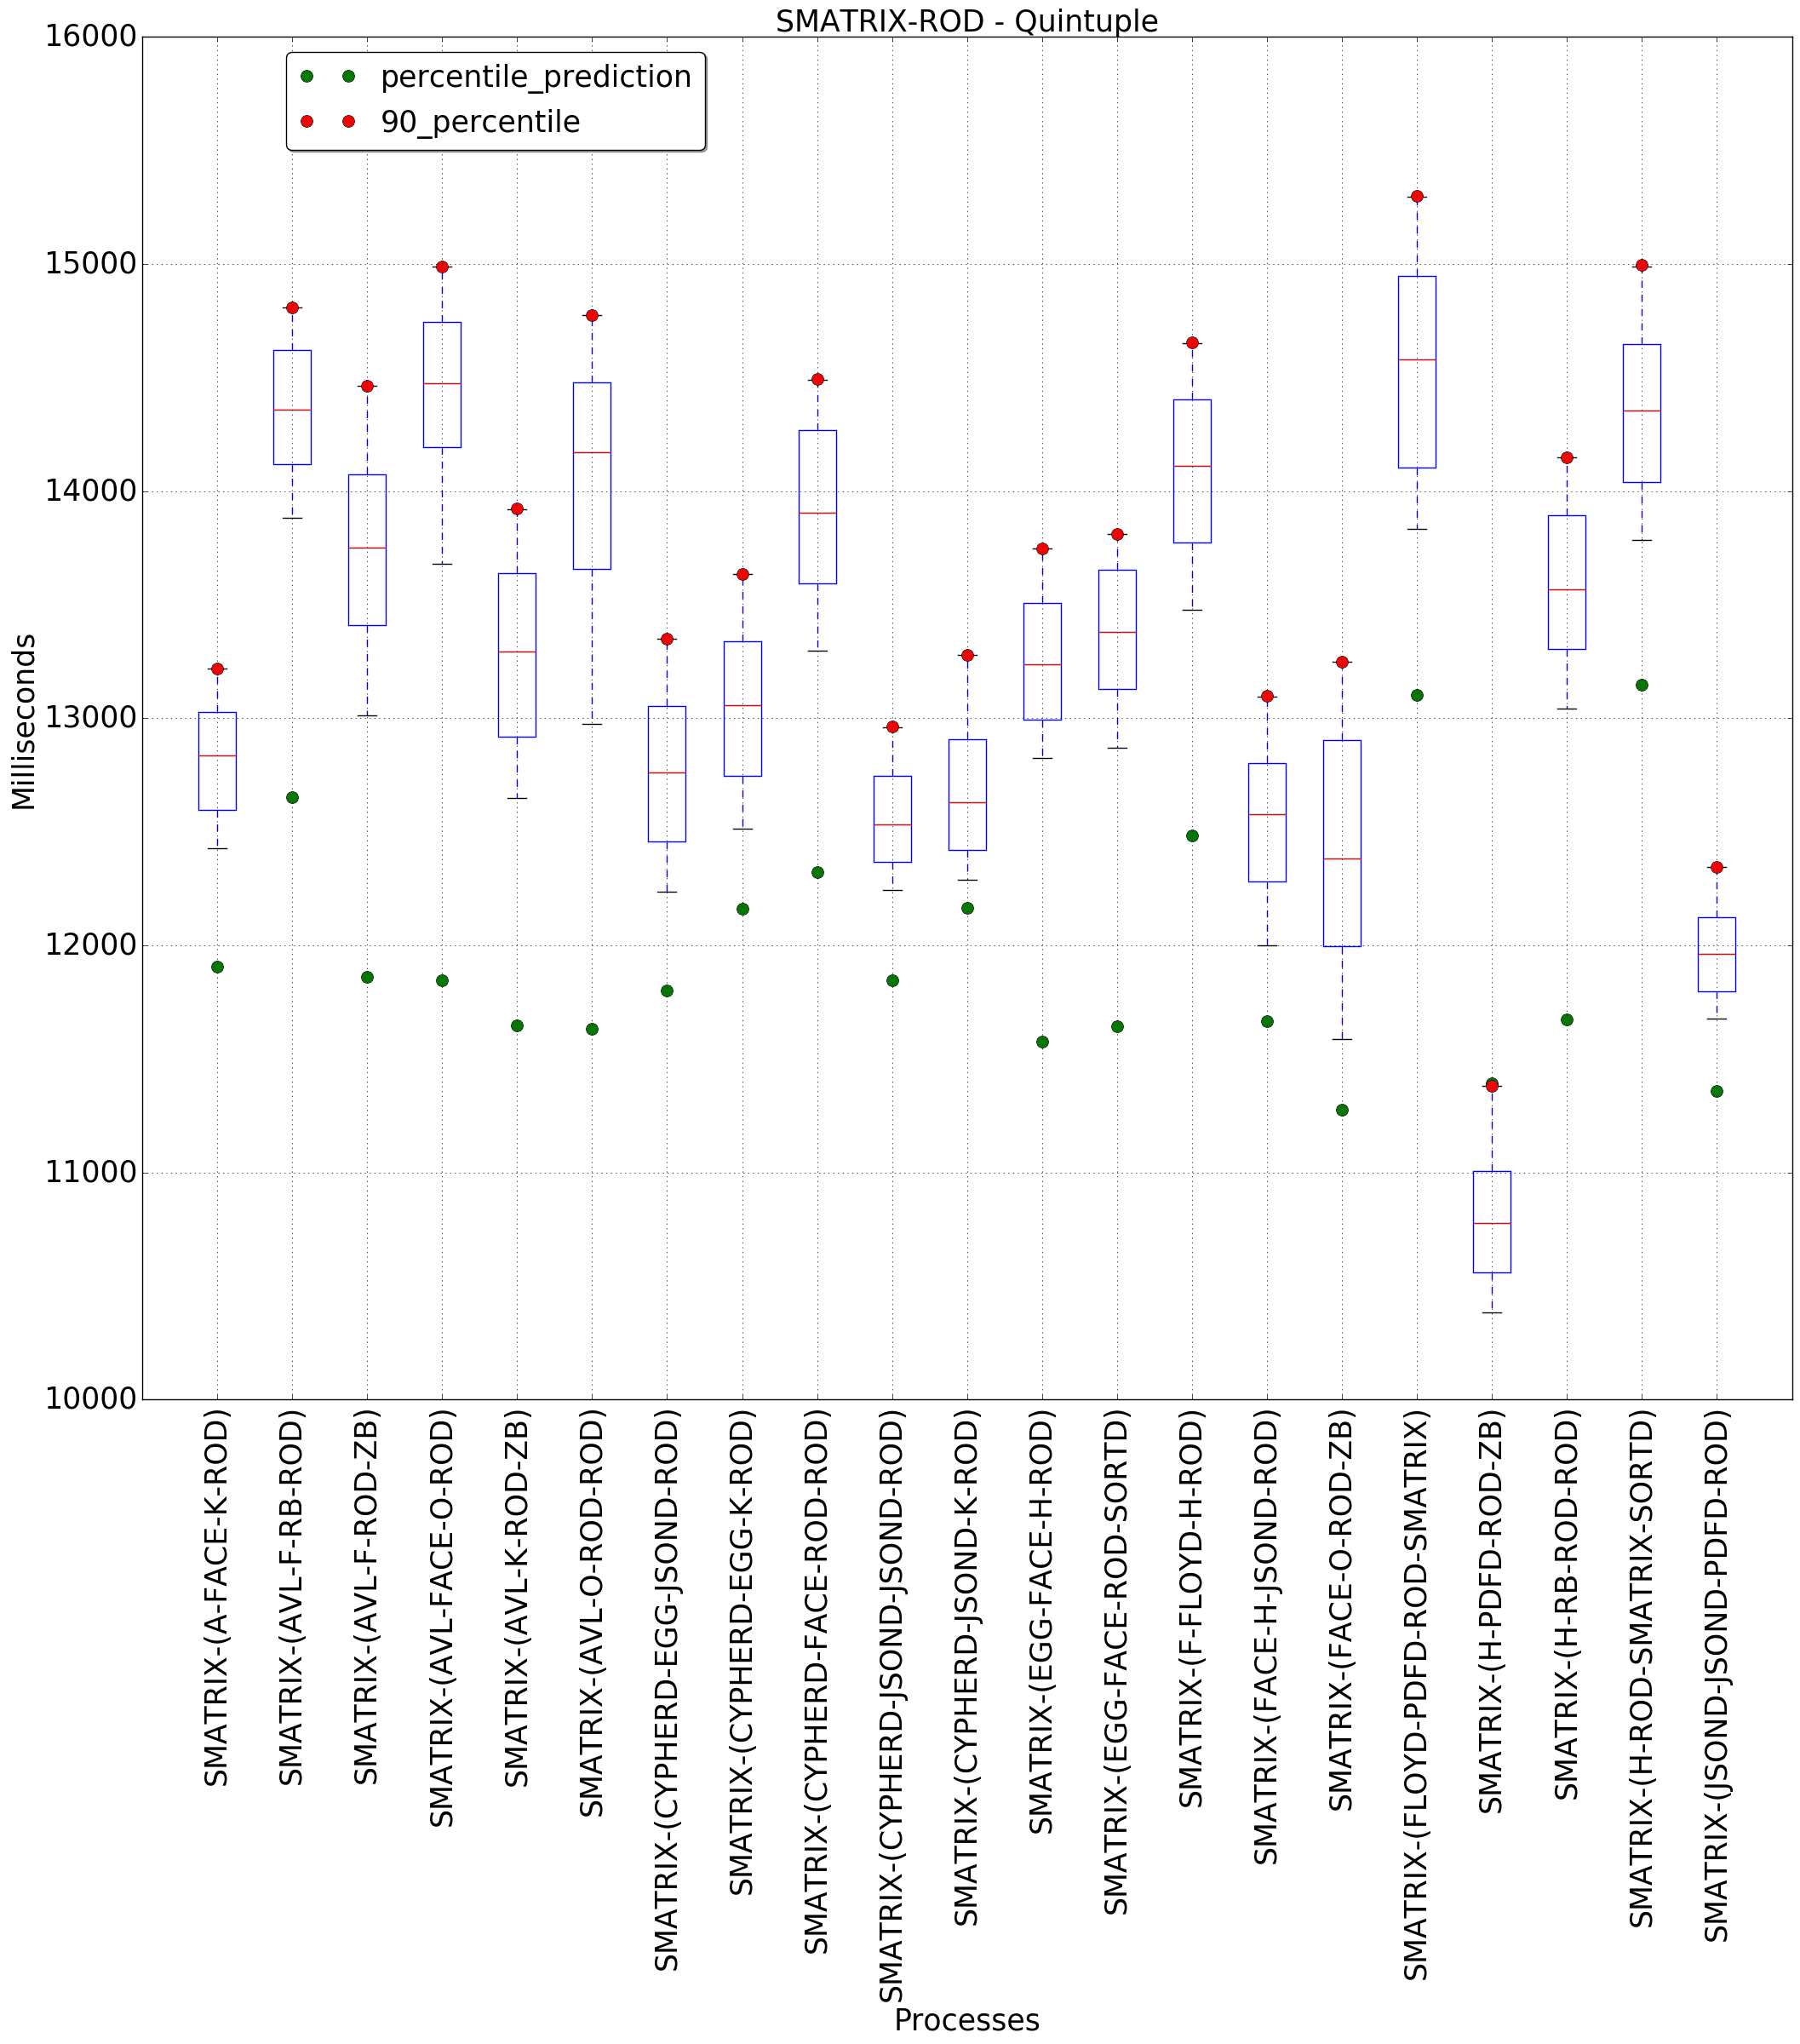 SMATRIX-ROD - Quintuple
percentile_prediction
90_percentile
16000
15000
14000
13000
12000
11000
10000
Milliseconds
SMATRIX-(A-FACE-K-ROD)
SMATRIX-(AVL-F-RB-ROD)
SMATRIX-(AVL-F-ROD-ZB)
SMATRIX-(AVL-FACE-O-ROD)
SMATRIX-(AVL-K-ROD-ZB)
SMATRIX-(AVL-O-ROD-ROD)
SMATRIX-(CYPHERD-EGG-JSOND-ROD)
SMATRIX-(CYPHERD-EGG-K-ROD)
SMATRIX-(CYPHERD-FACE-ROD-ROD)
SMATRIX-(CYPHERD-JSOND-JSOND-ROD)
SMATRIX-(CYPHERD-JSOND-K-ROD)
SMATRIX-(EGG-FACE-H-ROD)
SMATRIX-(EGG-FACE-ROD-SORTD)
SMATRIX-(F-FLOYD-H-ROD)
SMATRIX-(FACE-H-JSOND-ROD)
SMATRIX-(FACE-O-ROD-ZB)
SMATRIX-(FLOYD-PDFD-ROD-SMATRIX)
SMATRIX-(H-PDFD-ROD-ZB)
SMATRIX-(H-RB-ROD-ROD)
SMATRIX-(H-ROD-SMATRIX-SORTD)
SMATRIX-(JSOND-JSOND-PDFD-ROD)
Processes